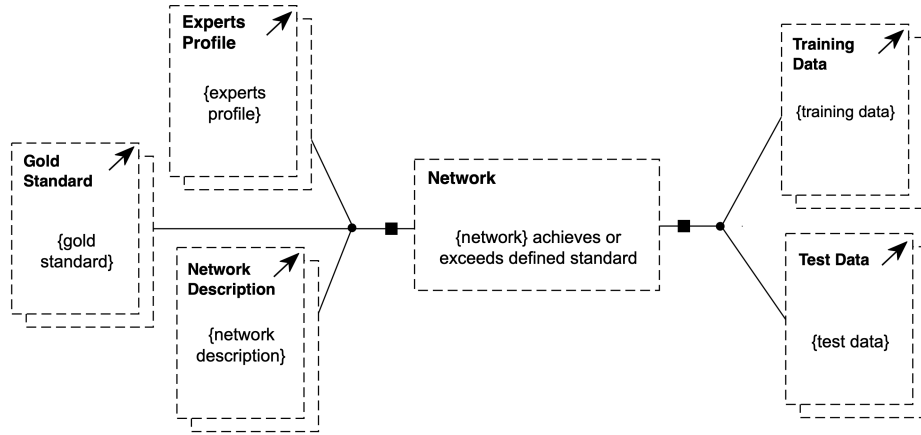 Experts
Profile
{experts
profile}
Gold
Standard
{gold
standard}
Network
Description
{network
description}
Network
{network} achieves or
exceeds defined standard
Training
Data
{training data}
Test Data
{test data}